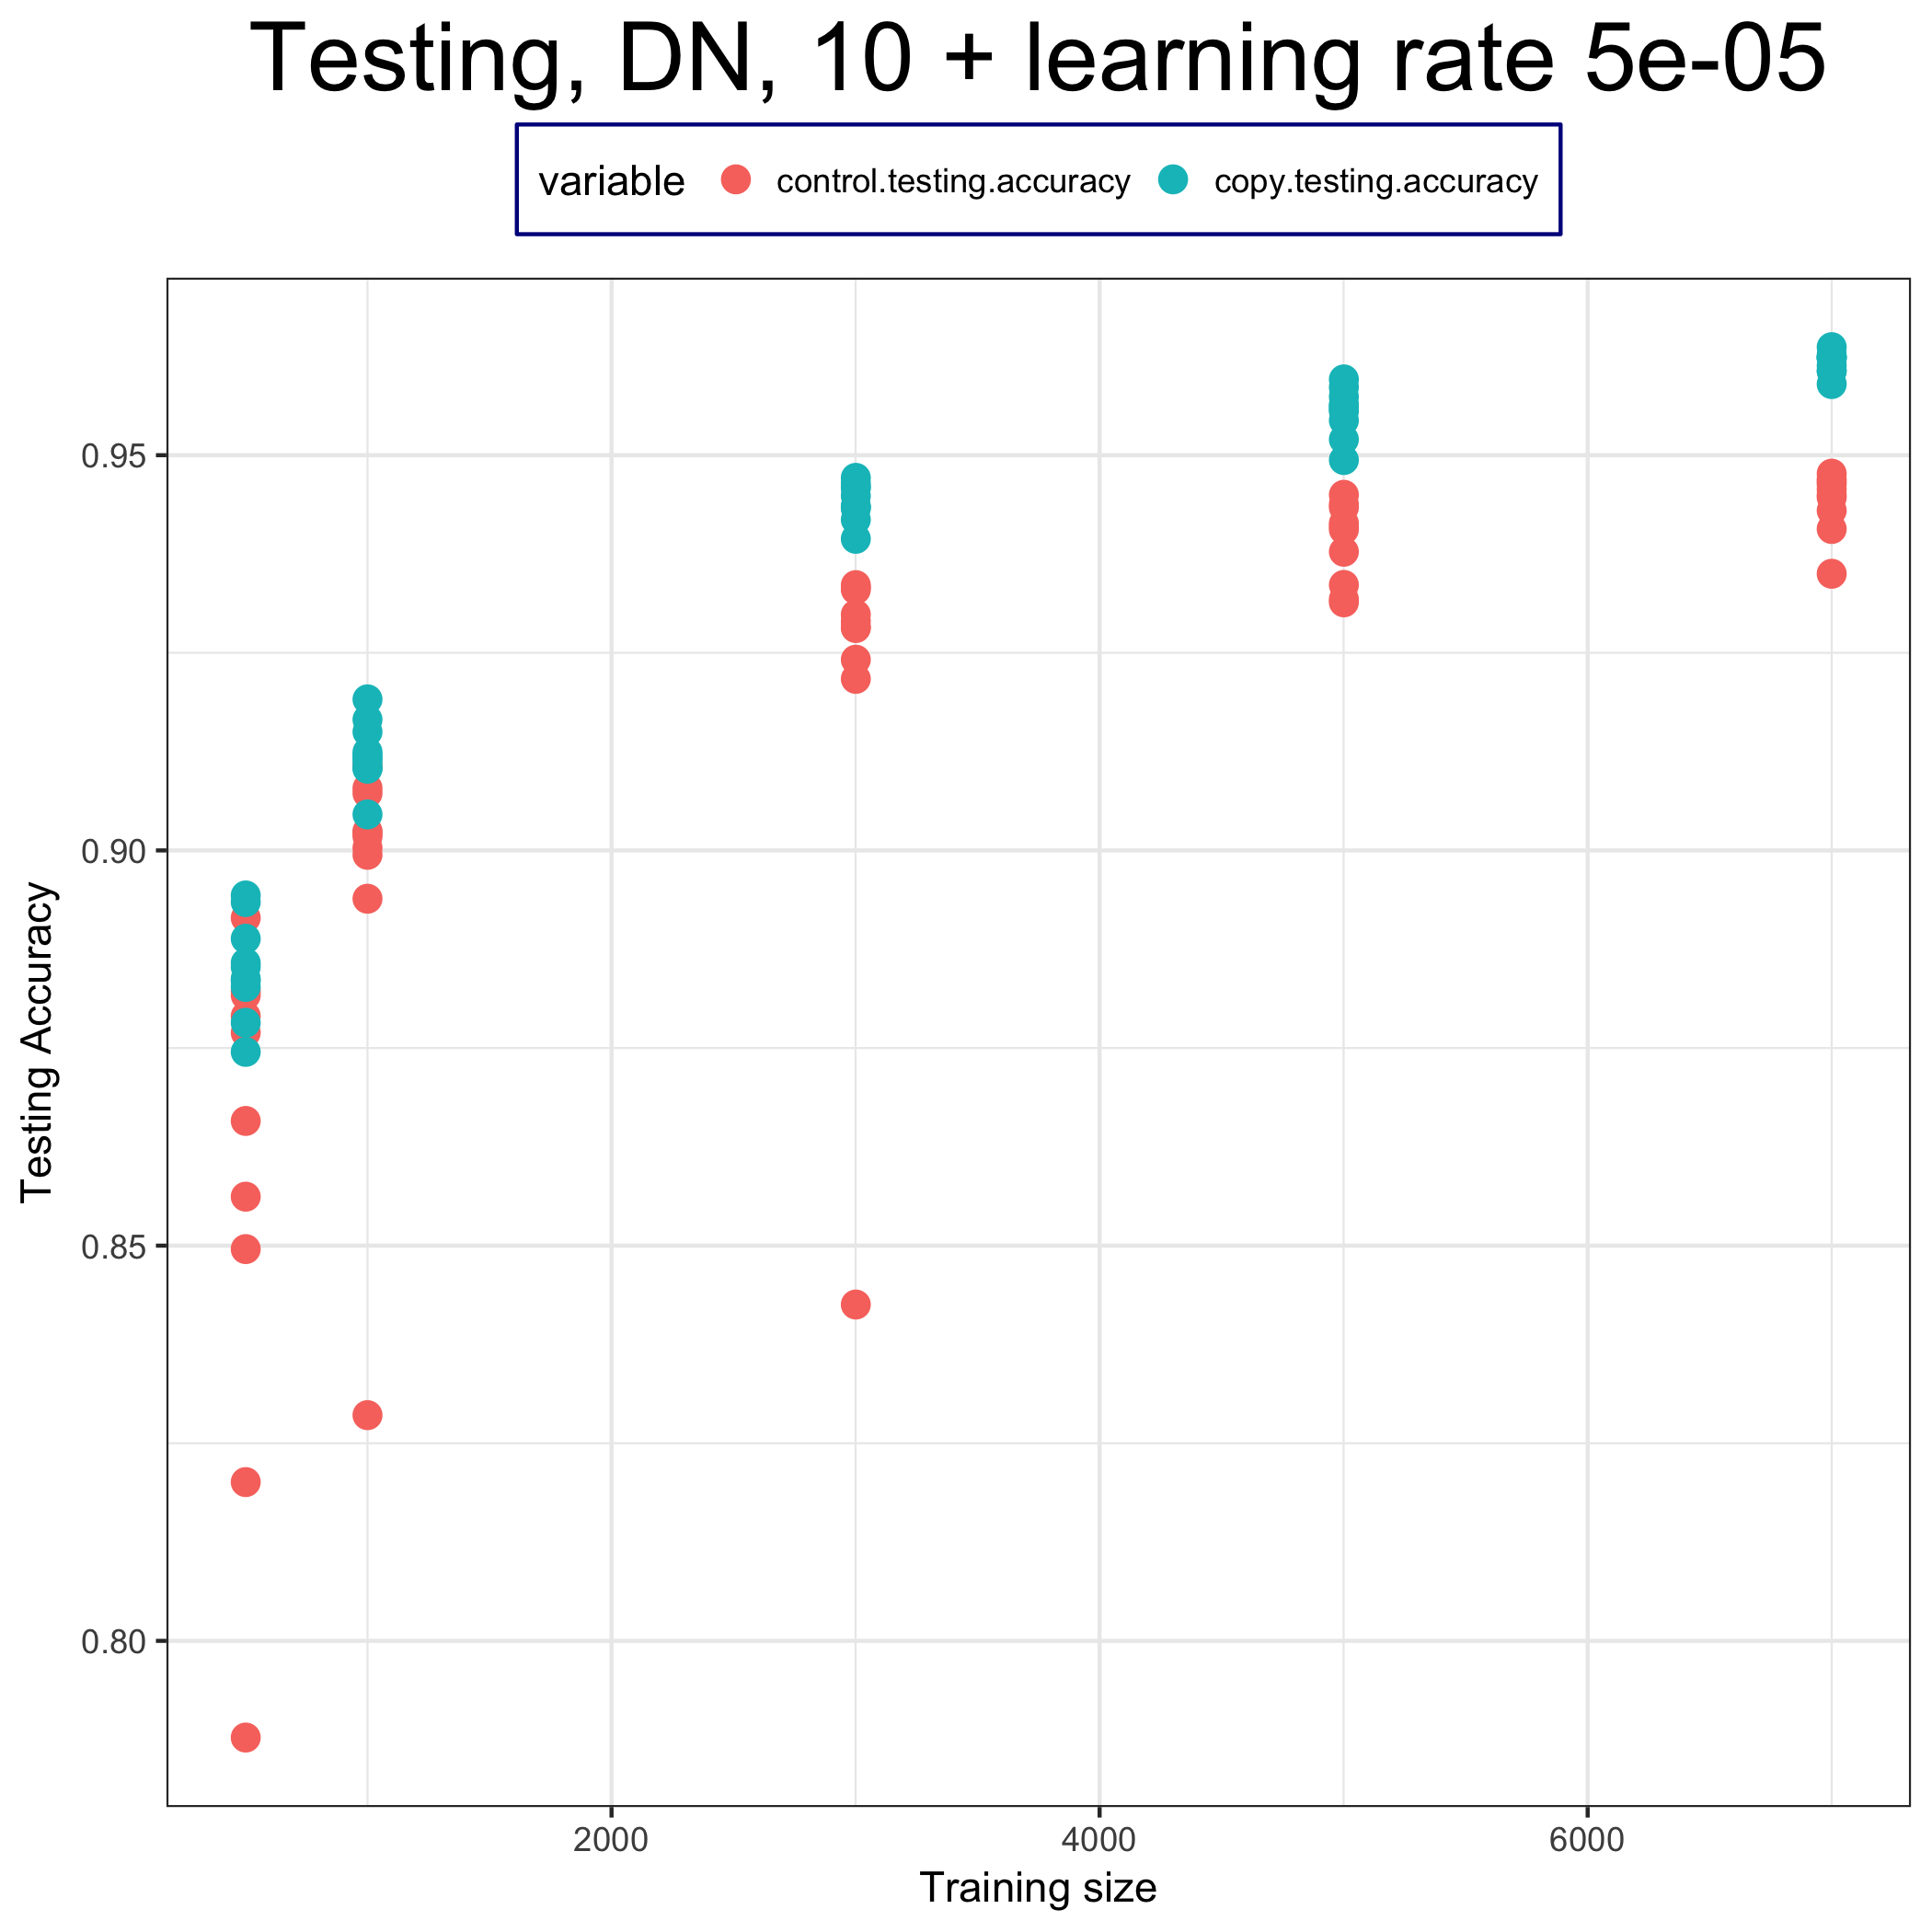 Testing, DN, 10 + learning rate 5e-05
variable control.testing.accuracy copy.testing.accuracy
Testing Accuracy
0.95
0.90
0.85
0.80
2000 4000 6000
Training size